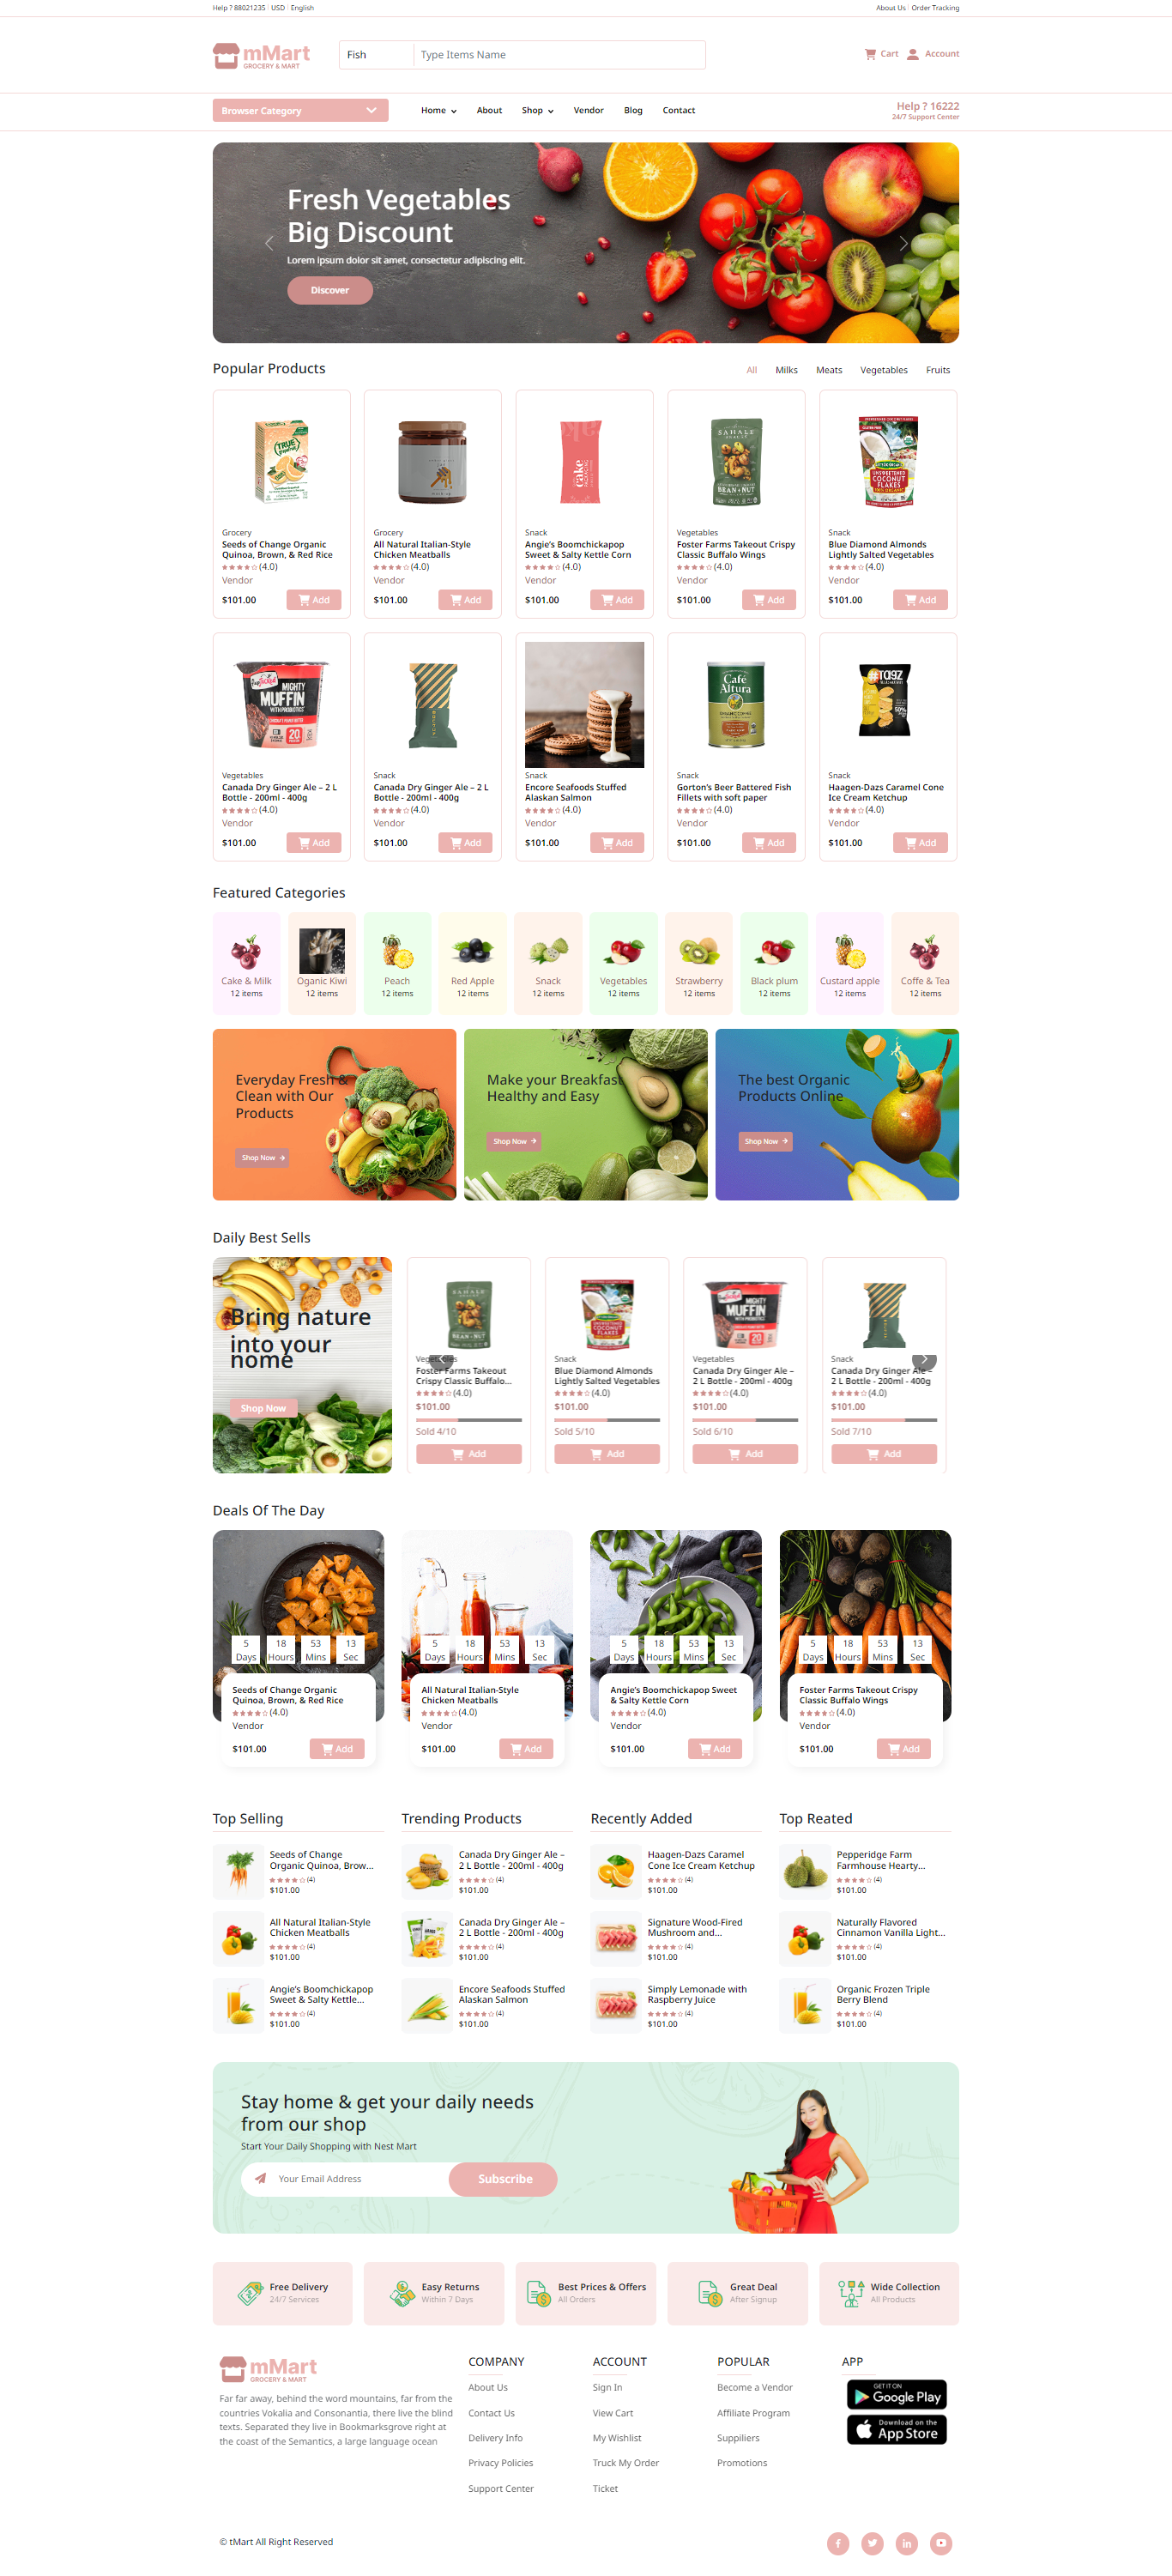 Help ? 88021235 USD English
About Us Order Tracking
mMart
GROCERY & MART
Fish
Type Items Name
Cart Account
Browser Category
Home About Shop Vendor Blog Contact
Help ? 16222
24/7 Support Center
Fresh Vegetables
Big Discount
Lorem ipsum dolor sit amet, consectetur adipiscing elit.
Discover
Popular Products
All Milks Meats Vegetables Fruits
TRUE
cake
SAHALE
BEAN + NUT
UNSWEETENED
COCONUT
FLAKES
Grocery
Seeds of Change Organic
Quinoa, Brown, & Red Rice
(4.0)
Vendor
$101.00
Add
Grocery
All Natural Italian-Style
Chicken Meatballs
(4.0)
Vendor
$101.00
Add
Snack
Angie's Boomchickapop
Sweet & Salty Kettle Corn
(4.0)
Vendor
$101.00
Add
Vegetables
Foster Farms Takeout Crispy
Classic Buffalo Wings
(4.0)
Vendor
$101.00
Add
Snack
Blue Diamond Almonds
Lightly Salted Vegetables
(4.0)
Vendor
$101.00
Add
MIGHTY
MUFFIN
WITH PROBIOTICS
20
Café
Altura
#TAGZ
50%
Vegetables
Canada Dry Ginger Ale – 2 L
Bottle - 200ml - 400g
(4.0)
Vendor
$101.00
Add
Snack
Canada Dry Ginger Ale – 2 L
Bottle - 200ml - 400g
(4.0)
Vendor
$101.00
Add
Snack
Encore Seafoods Stuffed
Alaskan Salmon
(4.0)
Vendor
$101.00
Add
Snack
Gorton's Beer Battered Fish
Fillets with soft paper
(4.0)
Vendor
$101.00
Add
Snack
Haagen-Dazs Caramel Cone
Ice Cream Ketchup
(4.0)
Vendor
$101.00
Add
Featured Categories
Cake & Milk
12 items
Oganic Kiwi
12 items
Peach
12 items
Red Apple
12 items
Snack
12 items
Vegetables
12 items
Strawberry
12 items
Black plum
12 items
Custard apple
12 items
Coffe & Tea
12 items
Everyday Fresh &
Clean with Our
Products
Shop Now
Make your Breakfast
Healthy and Easy
Shop Now
The best Organic
Products Online
Shop Now
Daily Best Sells
Bring nature
into your
home
Shop Now
SAHALE
BEAN + NUT
Vegetables
Foster Farms Takeout
Crispy Classic Buffalo...
(4.0)
$101.00
Sold 4/10
Add
COCONUT
FLAKES
Snack
Blue Diamond Almonds
Lightly Salted Vegetables
(4.0)
$101.00
Sold 5/10
Add
MIGHTY
MUFFIN
20
Vegetables
Canada Dry Ginger Ale –
2 L Bottle - 200ml - 400g
(4.0)
$101.00
Sold 6/10
Add
Snack
Canada Dry Ginger Ale –
2 L Bottle - 200ml - 400g
(4.0)
$101.00
Sold 7/10
Add
Deals Of The Day
5 18 53 13
Days Hours Mins Sec
Seeds of Change Organic
Quinoa, Brown, & Red Rice
(4.0)
Vendor
$101.00
Add
5 18 53 13
Days Hours Mins Sec
All Natural Italian-Style
Chicken Meatballs
(4.0)
Vendor
$101.00
Add
5 18 53 13
Days Hours Mins Sec
Angie's Boomchickapop Sweet
& Salty Kettle Corn
(4.0)
Vendor
$101.00
Add
5 18 53 13
Days Hours Mins Sec
Foster Farms Takeout Crispy
Classic Buffalo Wings
(4.0)
Vendor
$101.00
Add
Top Selling
Seeds of Change
Organic Quinoa, Brow...
(4)
$101.00
All Natural Italian-Style
Chicken Meatballs
(4)
$101.00
Angie's Boomchickapop
Sweet & Salty Kettle...
(4)
$101.00
Trending Products
Canada Dry Ginger Ale –
2 L Bottle - 200ml - 400g
(4)
$101.00
Canada Dry Ginger Ale –
2 L Bottle - 200ml - 400g
(4)
$101.00
Encore Seafoods Stuffed
Alaskan Salmon
(4)
$101.00
Recently Added
Haagen-Dazs Caramel
Cone Ice Cream Ketchup
(4)
$101.00
Signature Wood-Fired
Mushroom and...
(4)
$101.00
Simply Lemonade with
Raspberry Juice
(4)
$101.00
Top Reated
Pepperidge Farm
Farmhouse Hearty...
(4)
$101.00
Naturally Flavored
Cinnamon Vanilla Light...
(4)
$101.00
Organic Frozen Triple
Berry Blend
(4)
$101.00
Stay home & get your daily needs
from our shop
Start Your Daily Shopping with Nest Mart
Your Email Address
Subscribe
Free Delivery
24/7 Services
Easy Returns
Within 7 Days
Best Prices & Offers
All Orders
Great Deal
After Signup
Wide Collection
All Products
mMart
GROCERY & MART
Far far away, behind the word mountains, far from the
countries Vokalia and Consonantia, there live the blind
texts. Separated they live in Bookmarksgrove right at
the coast of the Semantics, a large language ocean
COMPANY
About Us
Contact Us
Delivery Info
Privacy Policies
Support Center
ACCOUNT
Sign In
View Cart
My Wishlist
Truck My Order
Ticket
POPULAR
Become a Vendor
Affiliate Program
Suppiliers
Promotions
APP
GET IT ON
Google Play
Download on the
App Store
© tMart All Right Reserved